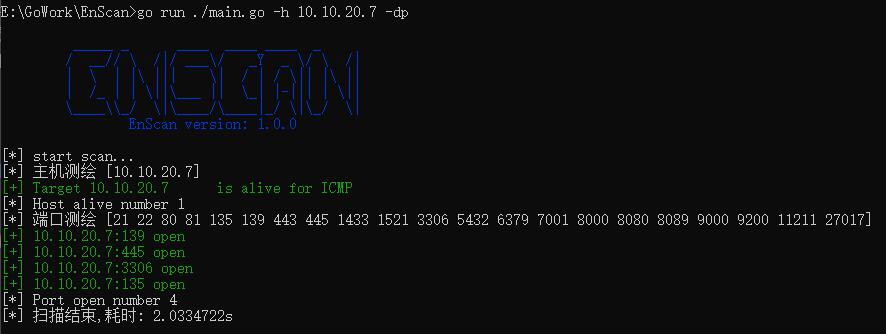 E:\GoWork\EnScan>go run ./main.go -h 10.10.20.7 -dp
ENSCAN
EnScan version: 1.0.0
[*] start scan...
[*] 主机测绘 [10.10.20.7]
[+] Target 10.10.20.7 is alive for ICMP
[*] Host alive number 1
[*] 端口测绘 [21 22 80 81 135 139 443 445 1433 1521 3306 5432 6379 7001 8000 8080 8089 9000 9200 11211 27017]
[+] 10.10.20.7:139 open
[+] 10.10.20.7:445 open
[+] 10.10.20.7:3306 open
[+] 10.10.20.7:135 open
[*] Port open number 4
[*] 扫描结束,耗时: 2.0334722s